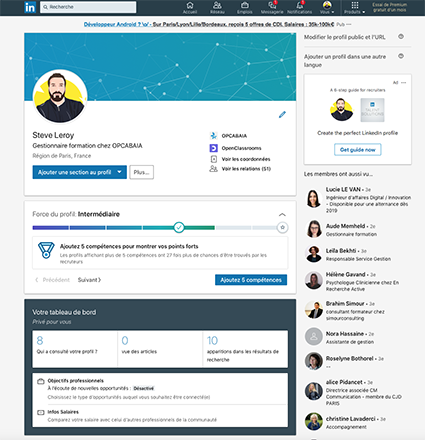 in
Recherche
Accueil
Réseau
Emplois
Messagerie
Notifications
Vous
Produits
Essai de Premium
gratuit d'un mois
Développeur Android ? \o/ - Sur Paris/Lyon/Lille/Bordeaux, reçois 5 offres de CDI, Salaires : 35k-100k€ Pub
Modifier le profil public et l'URL
Ajouter un profil dans une autre
langue
Ad
A 6-step guide for recruiters
Create the perfect LinkedIn profile
Get guide now
Steve Leroy
Gestionnaire formation chez OPCABAIA
Région de Paris, France
Ajouter une section au profil
Plus...
OPCABAIA
OpenClassrooms
Voir les coordonnées
Voir les relations (51)
Force du profil: Intermédiaire
Ajoutez 5 compétences pour montrer vos points forts
Les profils affichant plus de 5 compétences ont 27 fois plus de chances d'être trouvés par les
recruteurs
Précédent
Suivant
Ajoutez 5 compétences
Votre tableau de bord
Privé pour vous
8
Qui a consulté votre profil ?
0
vue des articles
10
apparitions dans les résultats de
recherche
Objectifs professionnels
À l'écoute de nouvelles opportunités : Désactivé
Choisissez le type d'opportunités auquel vous souhaitez être connecté(e)
Infos Salaires
Comparez votre salaire avec celui d'autres professionnels de la communauté
Les membres ont aussi vu...
Lucie LE VAN • 3e
Ingénieur d'affaires Digital / Innovation
- Disponible pour une alternance dès
2019
Aude Memheld • 2e
Gestionnaire formation
Leila Bekhti • 3e
Responsable Service Gestion
Hélène Gavand • 3e
Psychologue Clinicienne chez En
Recherche Active
Brahim Simour • 3e
consultant formateur chez
simourconsulting
Nora Hassaine • 2e
Assistante de gestion
Roselyne Bothorel • 3e
--
alice Pidancet • 3e
Directrice associée CM
Communication - membre du CJD
PARIS
christine Lavaderci • 3e
Assistant manager